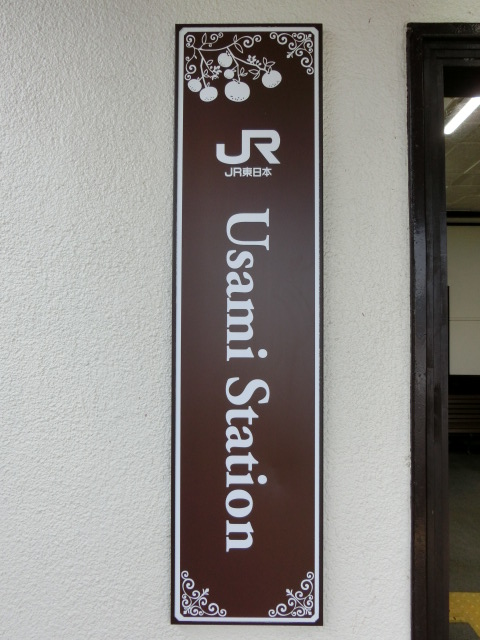 JR
JR東日本
Usami Station